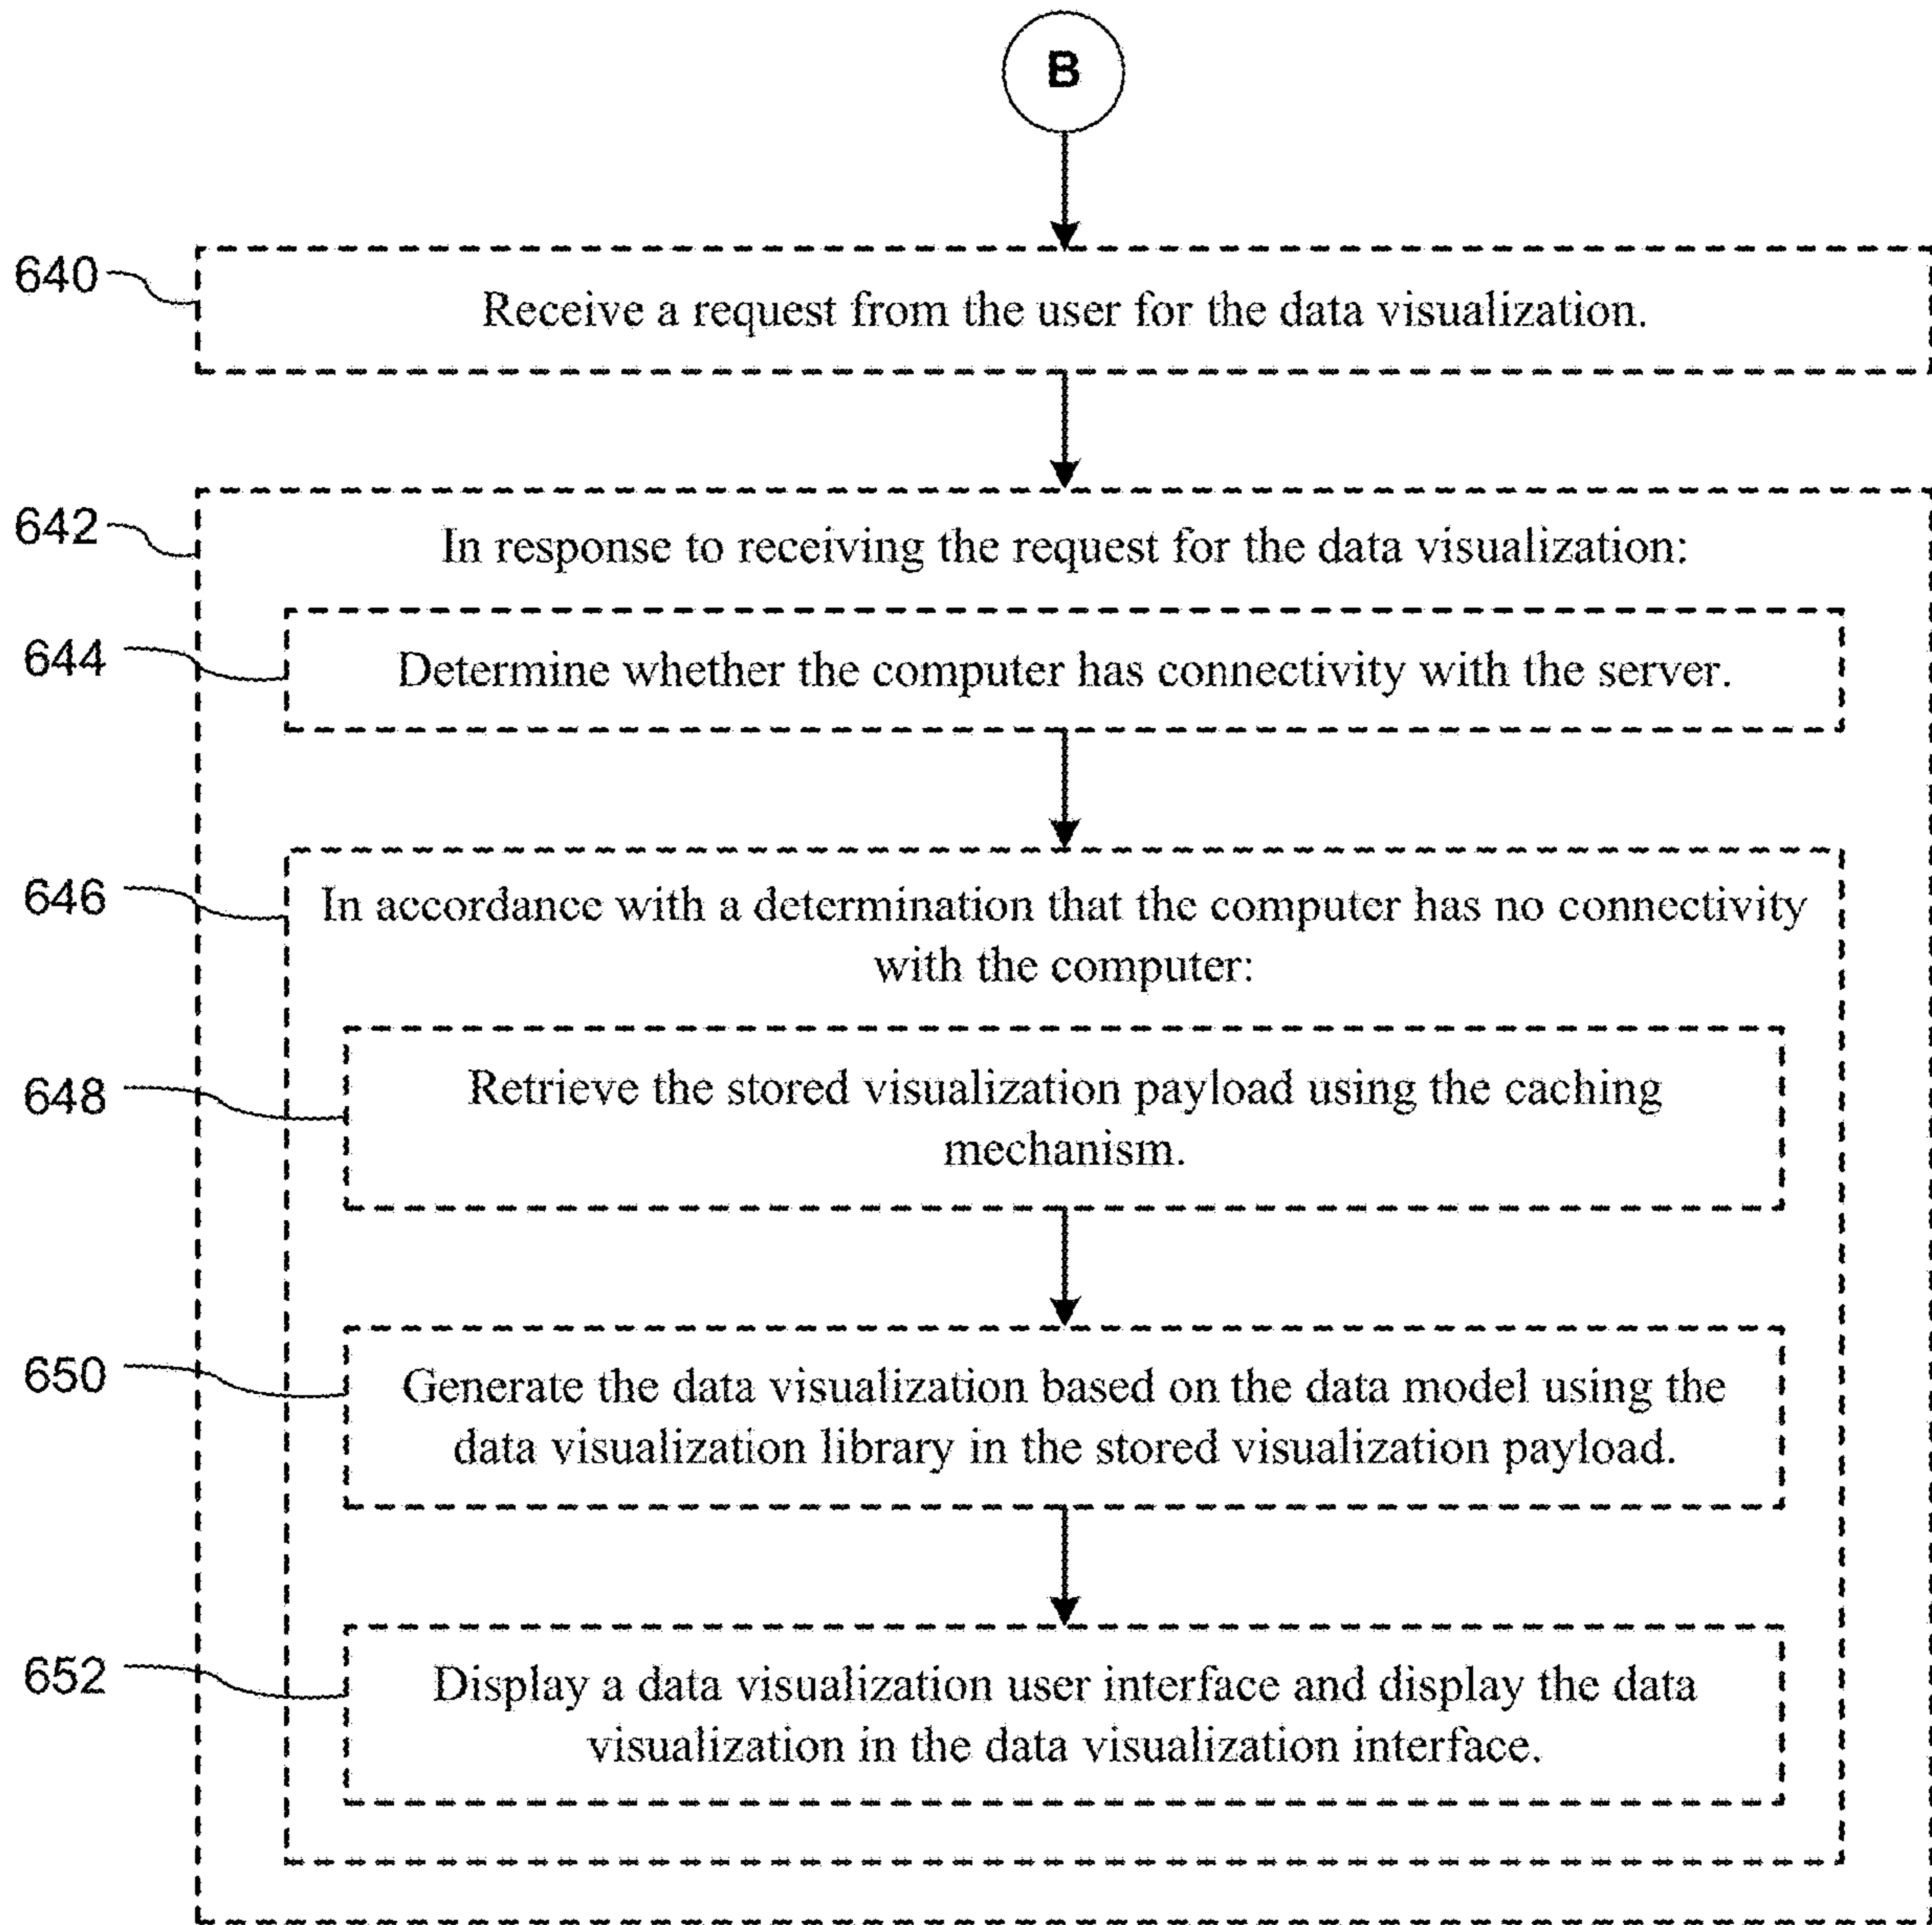 B
640
Receive a request from the user for the data visualization.
642
In response to receiving the request for the data visualization:
644
Determine whether the computer has connectivity with the server.
646
In accordance with a determination that the computer has no connectivity
with the computer:
648
Retrieve the stored visualization payload using the caching
mechanism.
650
Generate the data visualization based on the data model using the
data visualization library in the stored visualization payload.
652
Display a data visualization user interface and display the data
visualization in the data visualization interface.